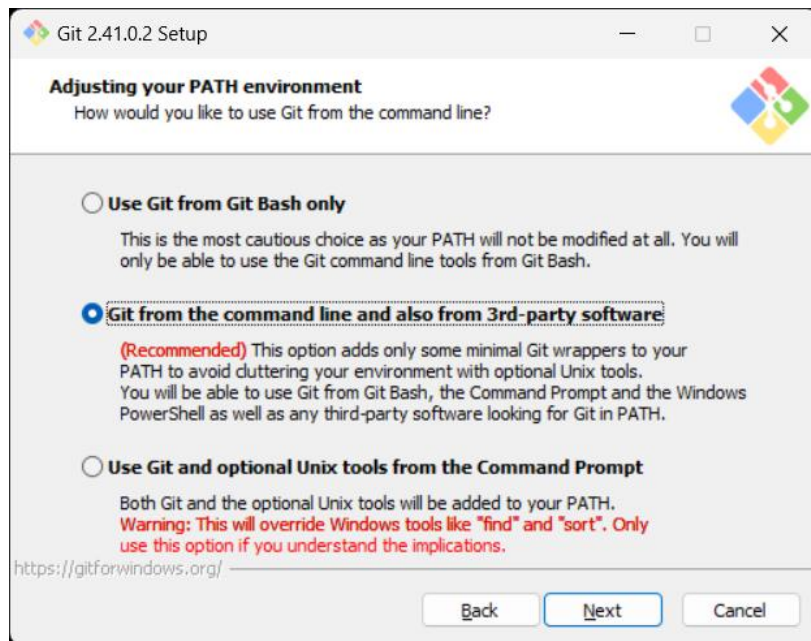 Git 2.41.0.2 Setup
Adjusting your PATH environment
How would you like to use Git from the command line?
Use Git from Git Bash only
This is the most cautious choice as your PATH will not be modified at all. You will
only be able to use the Git command line tools from Git Bash.
Git from the command line and also from 3rd-party software
(Recommended) This option adds only some minimal Git wrappers to your
PATH to avoid cluttering your environment with optional Unix tools.
You will be able to use Git from Git Bash, the Command Prompt and the Windows
PowerShell as well as any third-party software looking for Git in PATH.
Use Git and optional Unix tools from the Command Prompt
Both Git and the optional Unix tools will be added to your PATH.
Warning: This will override Windows tools like "find" and "sort". Only
use this option if you understand the implications.
https://gitforwindows.org/
Back Next Cancel